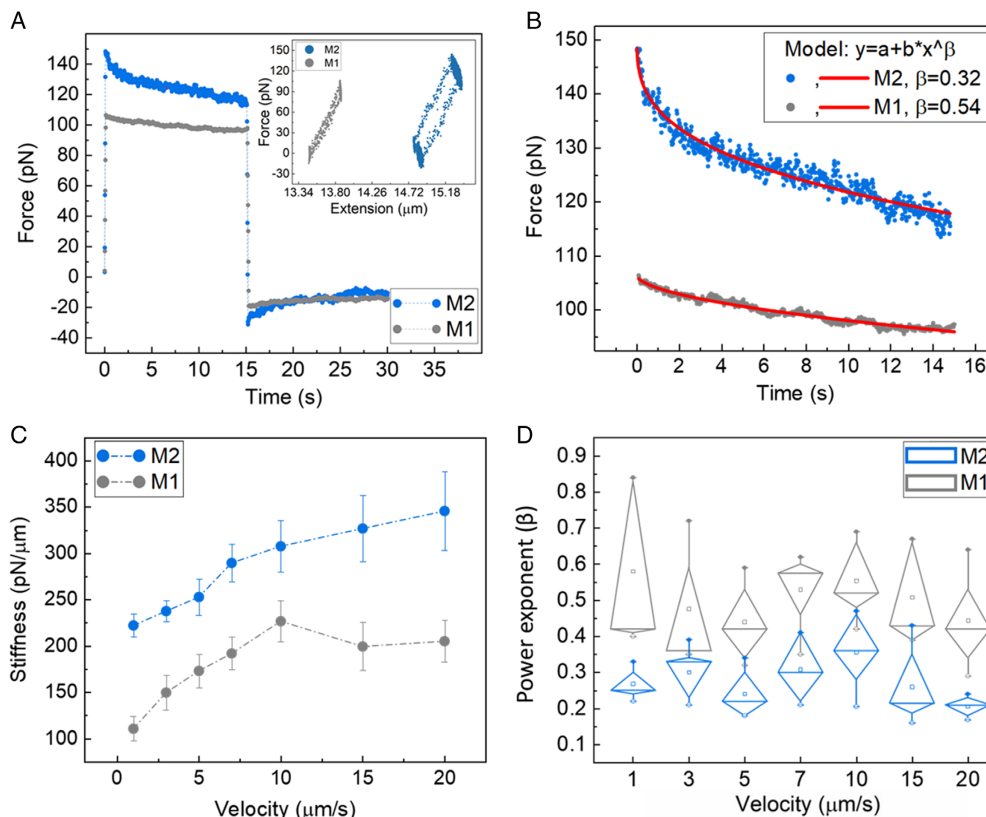 A
M2
M1
Force (pN)
150
120
90
60
30
0
-30
13.34 13.80 14.26 14.72 15.18
Extension (μm)
Force (pN)
160
140
120
100
80
60
40
20
0
-20
-40
M2
M1
0 5 10 15 20 25 30 35
Time (s)
B
Model: y=a+b*x^β
, M2, β=0.32
, M1, β=0.54
Force (pN)
150
140
130
120
110
100
0 2 4 6 8 10 12 14 16
Time (s)
C
M2
M1
Stiffness (pN/μm)
400
350
300
250
200
150
100
0 5 10 15 20
Velocity (μm/s)
D
M2
M1
Power exponent (β)
0.9
0.8
0.7
0.6
0.5
0.4
0.3
0.2
0.1
1 3 5 7 10 15 20
Velocity (μm/s)